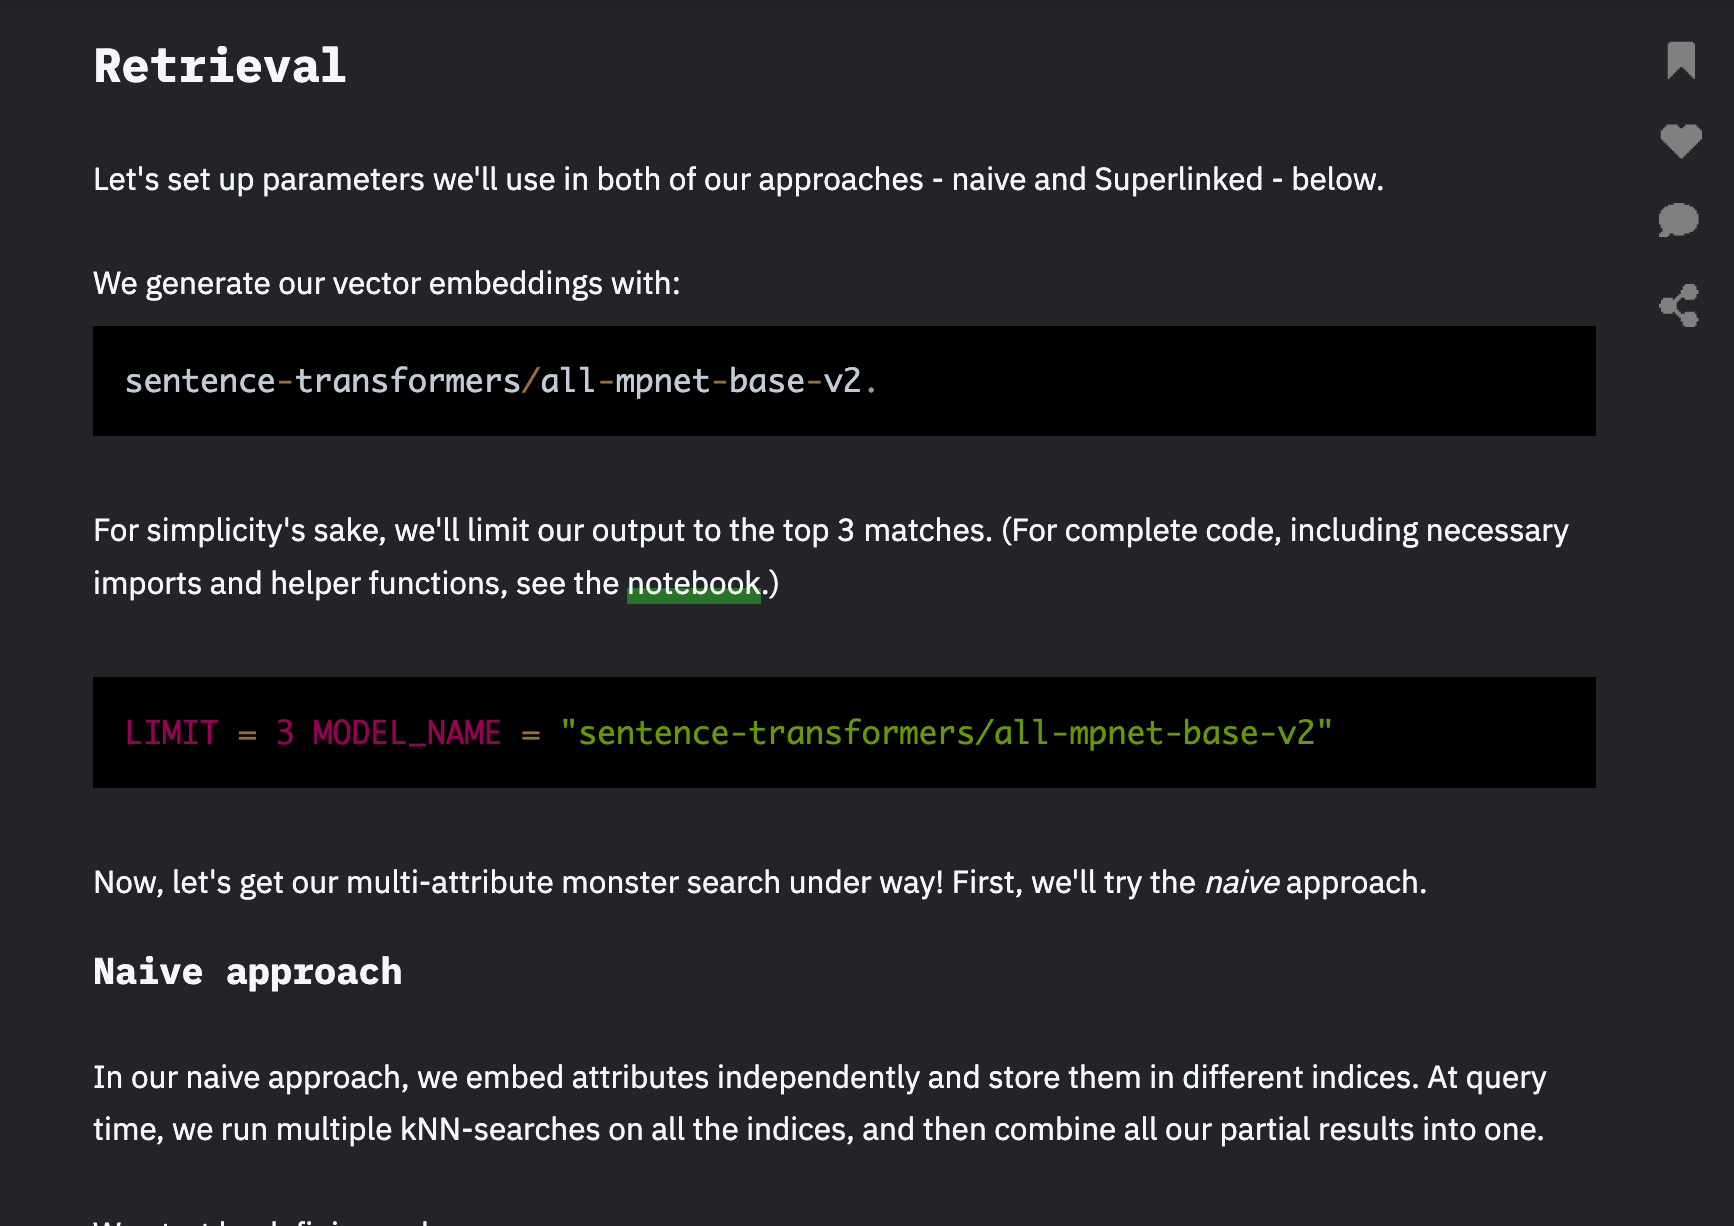 Retrieval
Let's set up parameters we'll use in both of our approaches - naive and Superlinked - below.
We generate our vector embeddings with:
sentence-transformers/all-mpnet-base-v2.
For simplicity's sake, we'll limit our output to the top 3 matches. (For complete code, including necessary
imports and helper functions, see the notebook.)
LIMIT = 3 MODEL_NAME = "sentence-transformers/all-mpnet-base-v2"
Now, let's get our multi-attribute monster search under way! First, we'll try the naive approach.
Naive approach
In our naive approach, we embed attributes independently and store them in different indices. At query
time, we run multiple kNN-searches on all the indices, and then combine all our partial results into one.